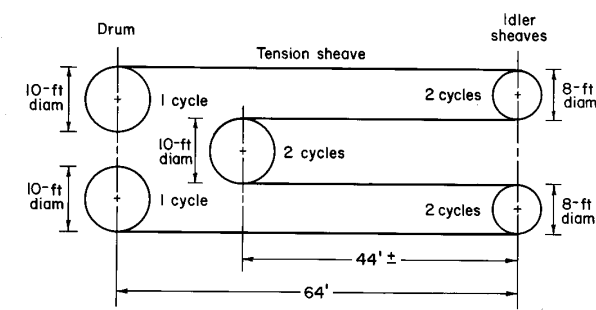 Drum
Idler
sheaves
Tension sheave
10-ft
diam
1 cycle
2 cycles
8-ft
diam
10-ft
diam
2 cycles
10-ft
diam
1 cycle
2 cycles
8-ft
diam
44' ±
64'